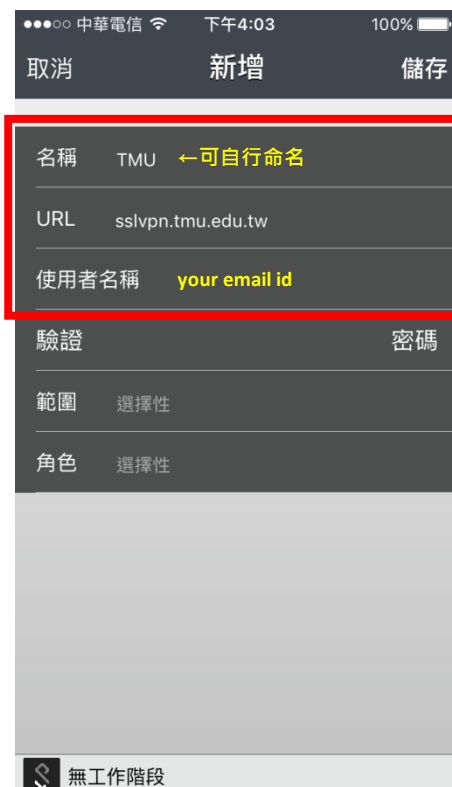 中華電信 下午4:03 100%
取消 新增 儲存
名稱 TMU ←可自行命名
URL sslvpn.tmu.edu.tw
使用者名稱 your email id
驗證 密碼
範圍 選擇性
角色 選擇性
無工作階段